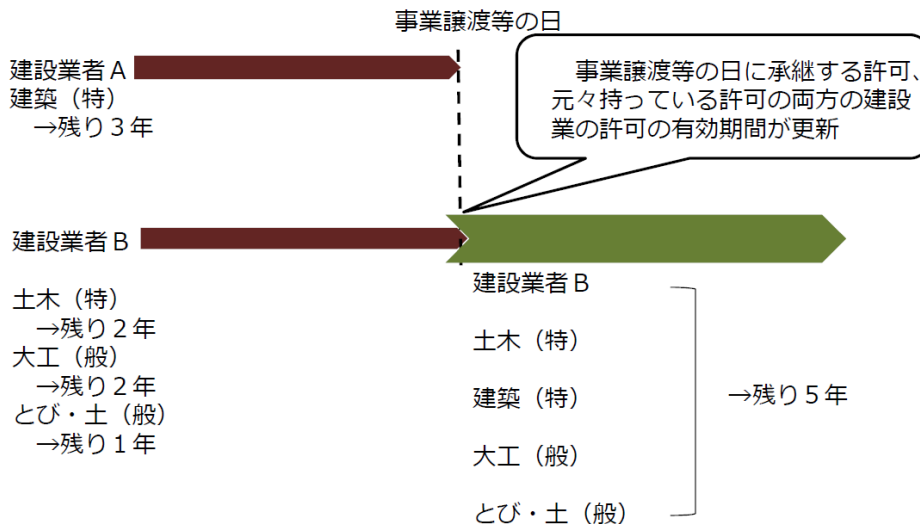 事業譲渡等の日
建設業者A
建築（特）
→残り３年
事業譲渡等の日に承継する許可、
元々持っている許可の両方の建設
業の許可の有効期間が更新
建設業者B
土木（特）
→残り２年
大工（般）
→残り２年
とび・土（般）
→残り１年
建設業者B
土木（特）
建築（特）
大工（般）
とび・土（般）
→残り５年